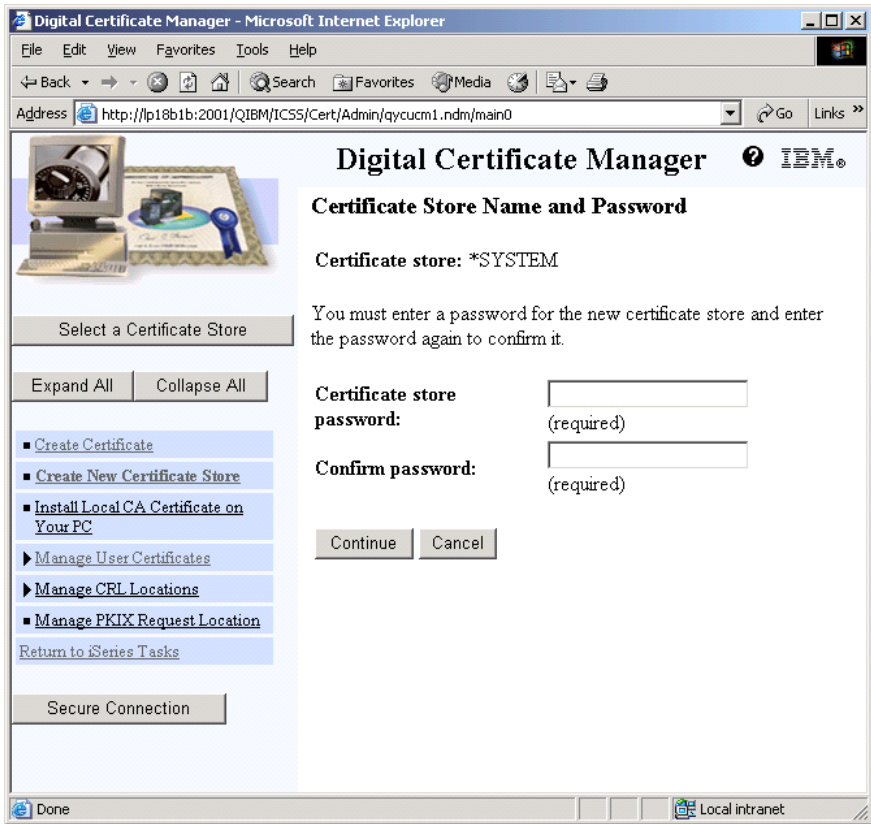 Digital Certificate Manager - Microsoft Internet Explorer
File Edit View Favorites Tools Help
Back Search Favorites Media
Address http://lp18b1b:2001/QIBM/ICSS/Cert/Admin/qycucm1.ndm/main0 Go Links »
Digital Certificate Manager IBM®
Select a Certificate Store
Expand All Collapse All
Create Certificate
Create New Certificate Store
Install Local CA Certificate on
Your PC
Manage User Certificates
Manage CRL Locations
Manage PKIX Request Location
Return to iSeries Tasks
Secure Connection
Certificate Store Name and Password
Certificate store: *SYSTEM
You must enter a password for the new certificate store and enter
the password again to confirm it.
Certificate store
password:
(required)
Confirm password:
(required)
Continue Cancel
Done Local intranet